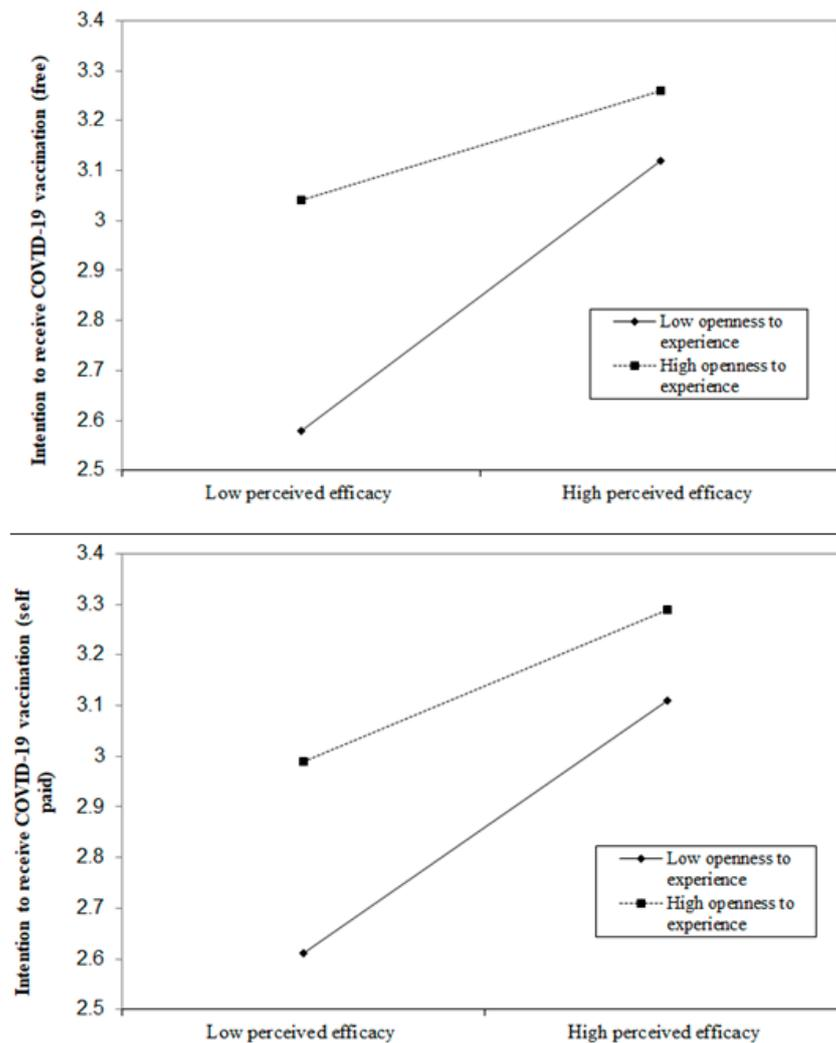 Intention to receive COVID-19 vaccination (free)
3.4
3.3
3.2
3.1
3
2.9
2.8
2.7
2.6
2.5
Low openness to
experience
High openness to
experience
Low perceived efficacy
High perceived efficacy
Intention to receive COVID-19 vaccination (self
paid)
3.4
3.3
3.2
3.1
3
2.9
2.8
2.7
2.6
2.5
Low openness to
experience
High openness to
experience
Low perceived efficacy
High perceived efficacy